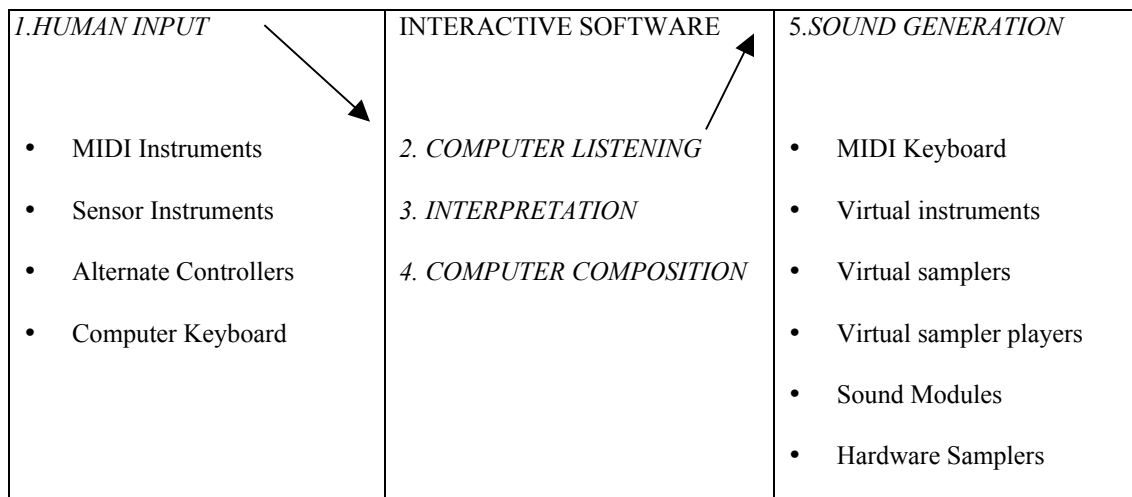 1.HUMAN INPUT
• MIDI Instruments
• Sensor Instruments
• Alternate Controllers
• Computer Keyboard
INTERACTIVE SOFTWARE
2. COMPUTER LISTENING
3. INTERPRETATION
4. COMPUTER COMPOSITION
5.SOUND GENERATION
• MIDI Keyboard
• Virtual instruments
• Virtual samplers
• Virtual sampler players
• Sound Modules
• Hardware Samplers